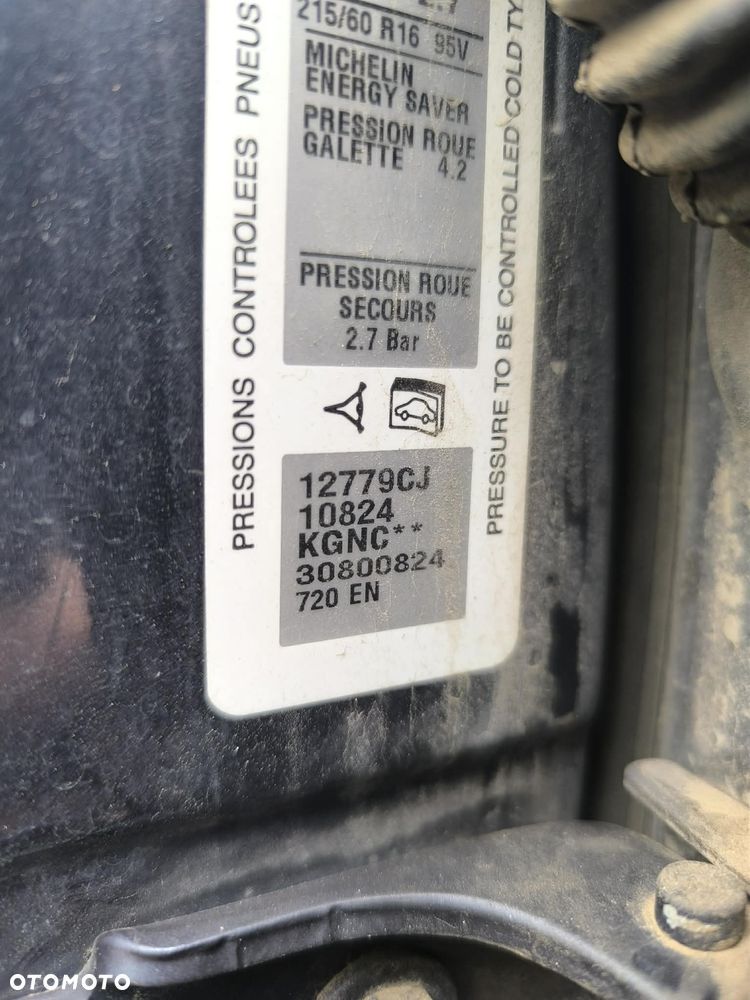 215/60 R16 95V
MICHELIN
ENERGY SAVER
PRESSION ROUE
GALETTE 4.2
PRESSION ROUE
SECOURS
2.7 Bar
12779CJ
10824
KGNC**
30800824
720 EN
PRESSIONS CONTROLEES PNEUS
PRESSURE TO BE CONTROLLED COLD
OTOMOTO